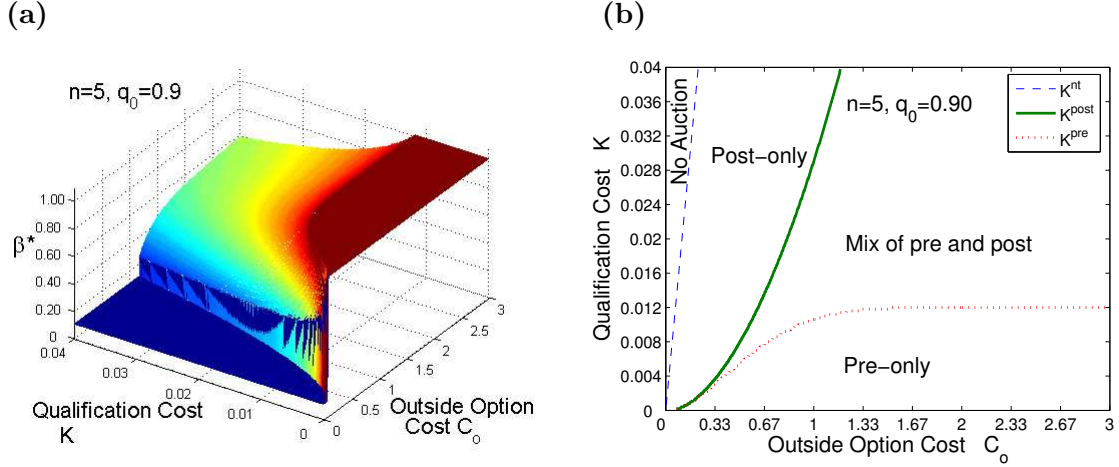 (a)
n=5, q0=0.9
1.00
0.80
0.60
0.40
0.20
0
β*
0.04
0.03
0.02
0.01
0
Qualification Cost
K
0
0.5
1
1.5
2
2.5
3
Outside Option
Cost Co
(b)
0.04
0.036
0.032
0.028
0.024
0.02
0.016
0.012
0.008
0.004
0
Qualification Cost K
No Auction
Post-only
n=5, q0=0.90
Knt
Kpost
Kpre
Mix of pre and post
Pre-only
0 0.33 0.67 1 1.33 1.67 2 2.33 2.67 3
Outside Option Cost Co